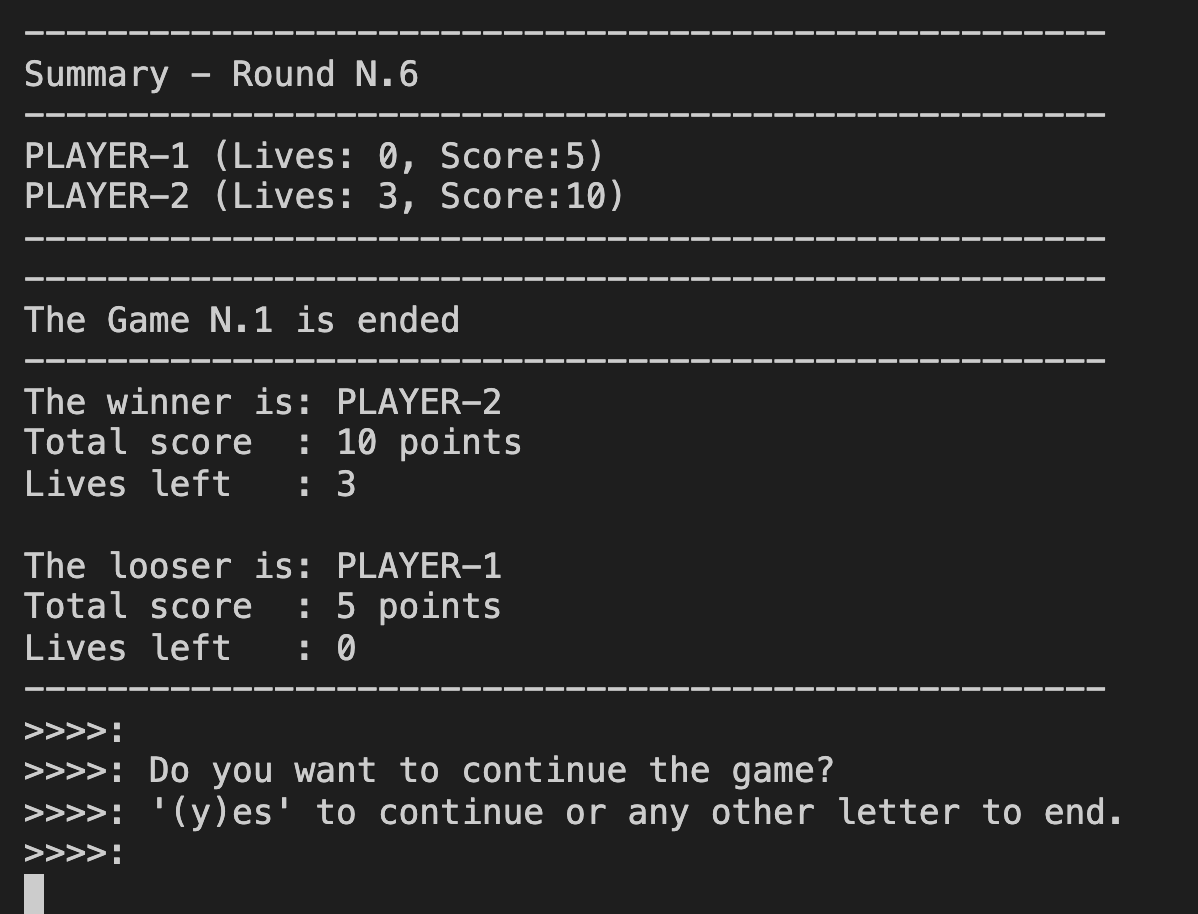 ----------------------------------------------------
Summary - Round N.6
----------------------------------------------------
PLAYER-1 (Lives: 0, Score:5)
PLAYER-2 (Lives: 3, Score:10)
----------------------------------------------------
----------------------------------------------------
The Game N.1 is ended
----------------------------------------------------
The winner is: PLAYER-2
Total score  : 10 points
Lives left   : 3

The looser is: PLAYER-1
Total score  : 5 points
Lives left   : 0
----------------------------------------------------
>>>>:
>>>>: Do you want to continue the game?
>>>>: '(y)es' to continue or any other letter to end.
>>>>: